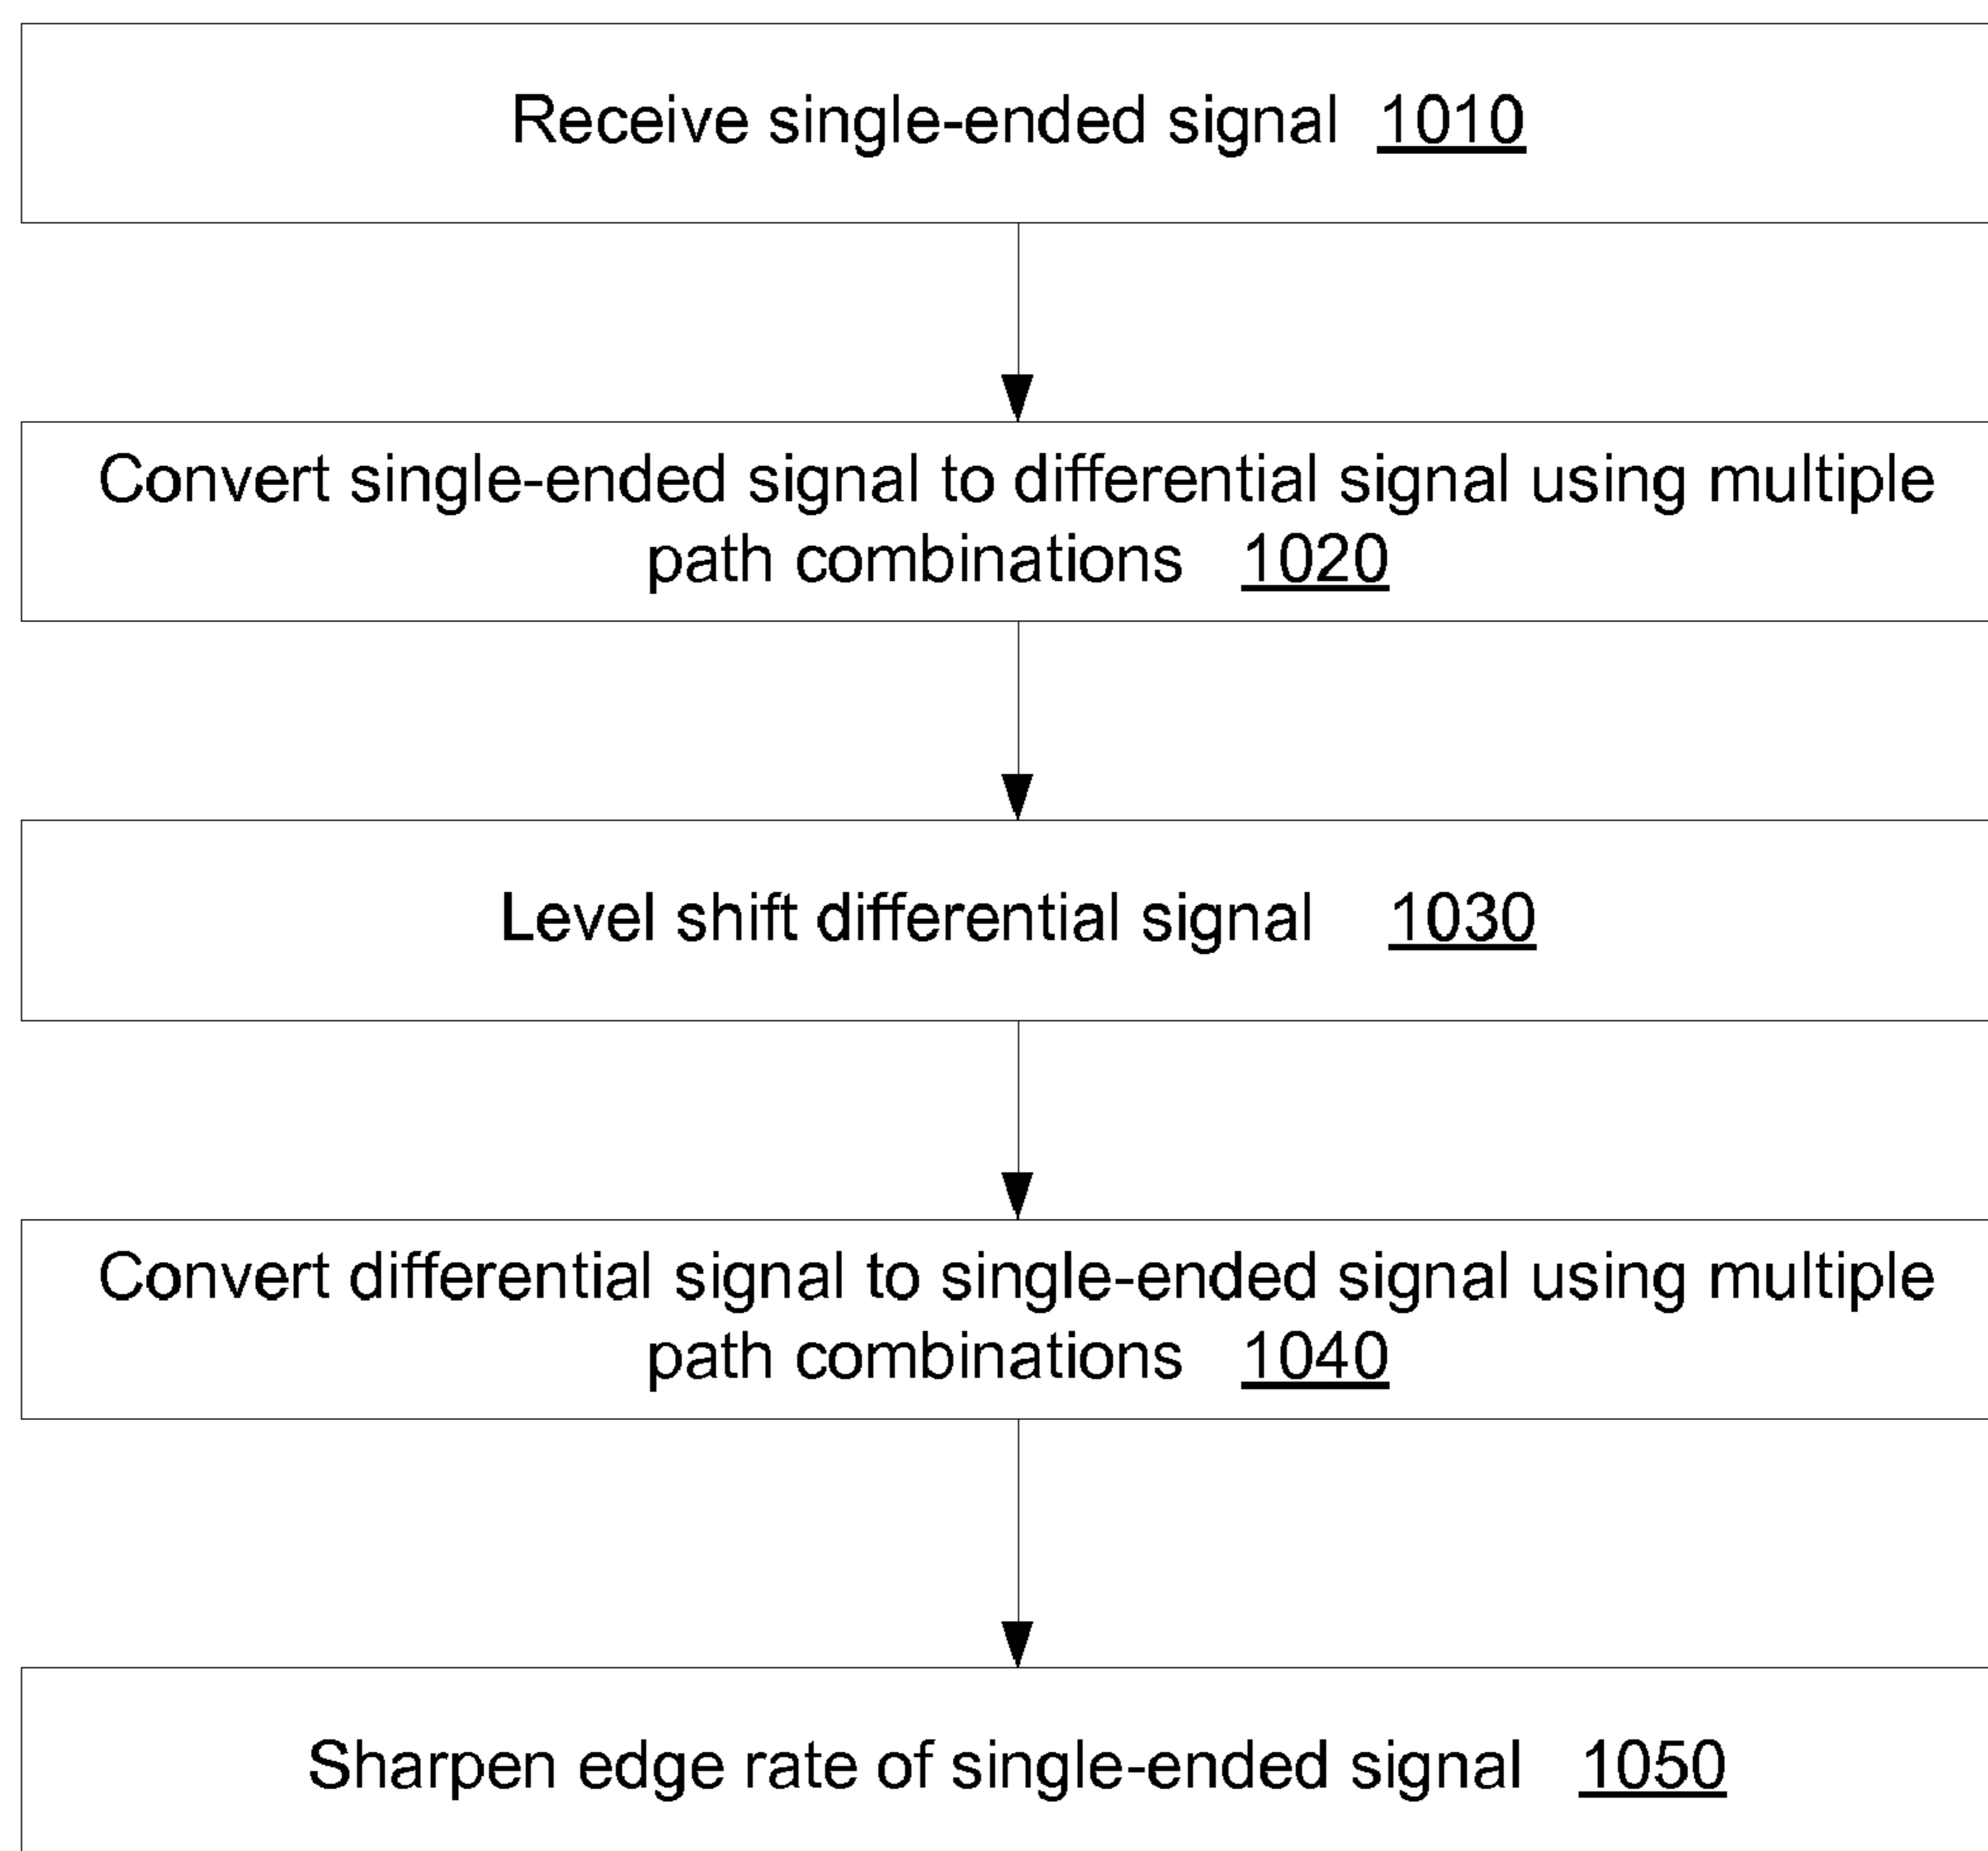 Receive single-ended signal 1010
Convert single-ended signal to differential signal using multiple
path combinations 1020
Level shift differential signal 1030
Convert differential signal to single-ended signal using multiple
path combinations 1040
Sharpen edge rate of single-ended signal 1050